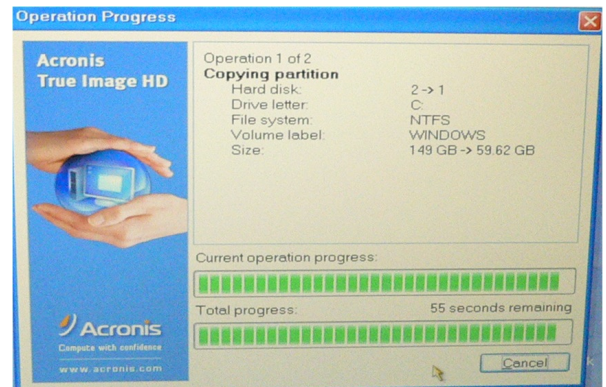 Operation Progress
Acronis
True Image HD
Operation 1 of 2
Copying partition
Hard disk: 2 -> 1
Drive letter: C:
File system: NTFS
Volume label: WINDOWS
Size: 149 GB -> 59.62 GB
Current operation progress:
Total progress: 55 seconds remaining
Acronis
Compute with confidence
www.acronis.com
Cancel